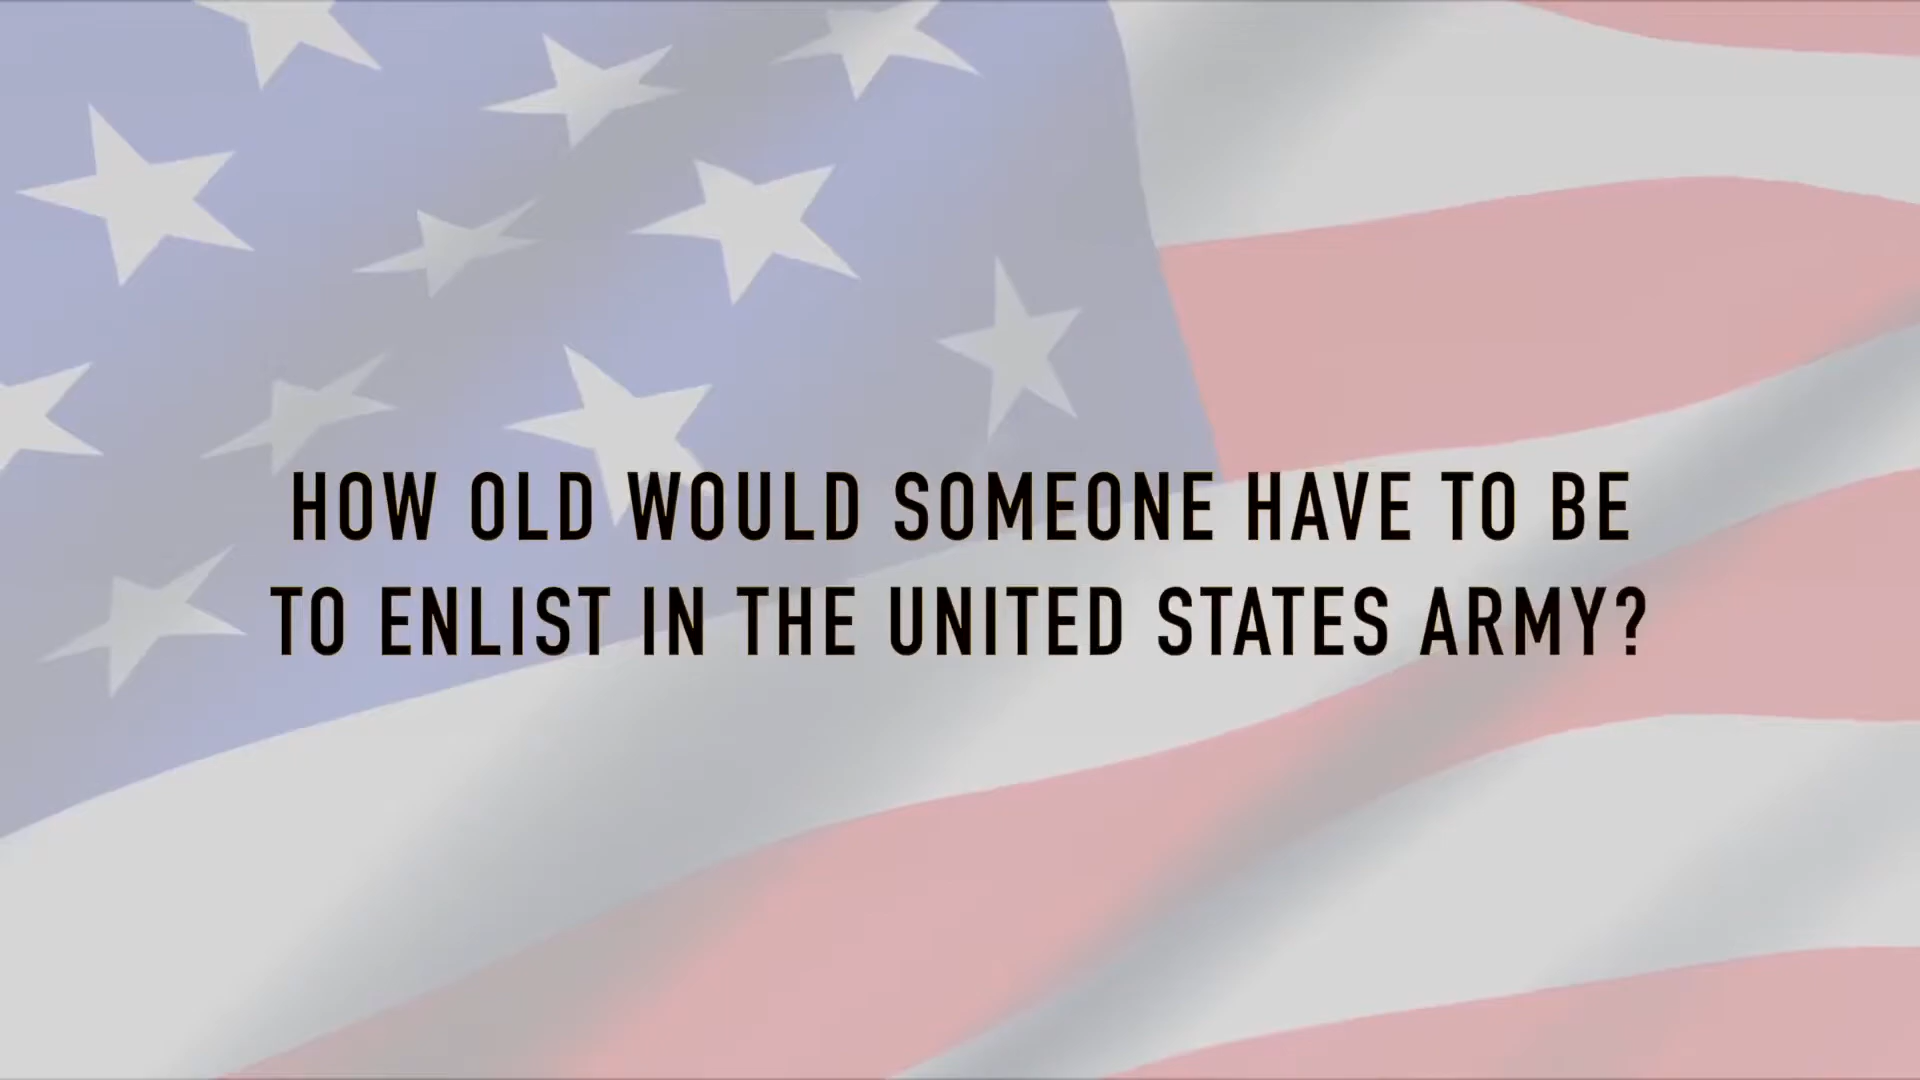 HOW OLD WOULD SOMEONE HAVE TO BE
TO ENLIST IN THE UNITED STATES ARMY?